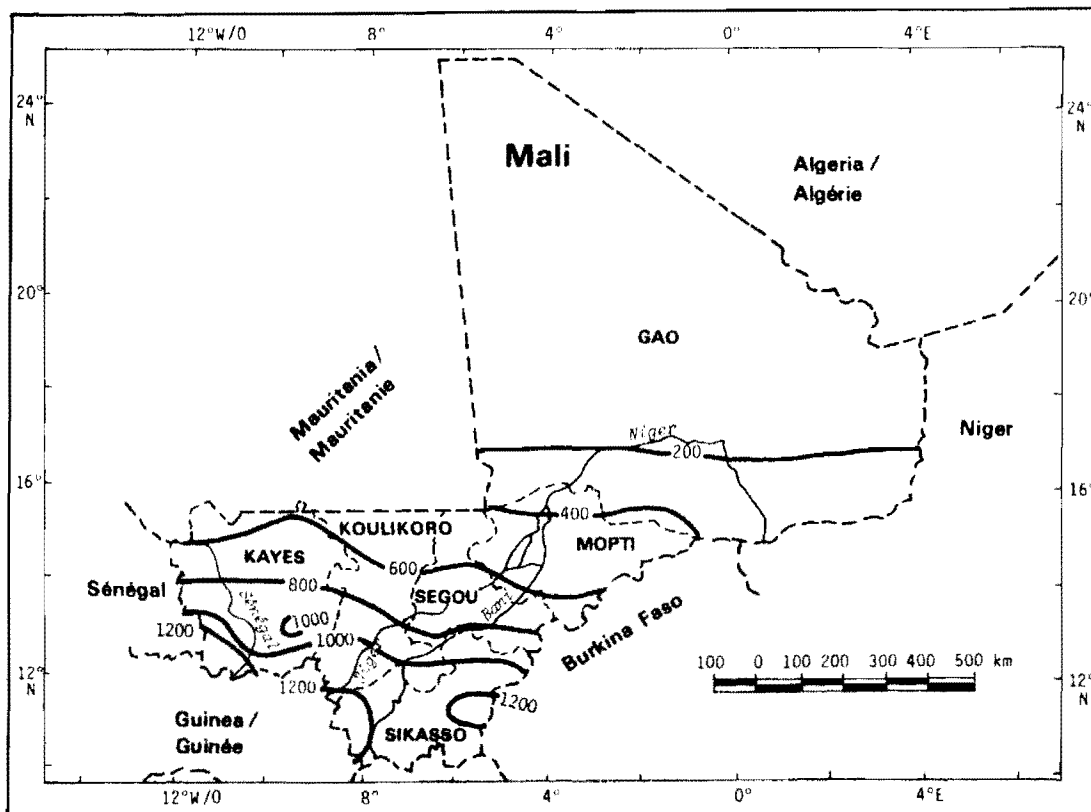 12°W/O 8° 4° 0° 4°E
24°
N
24°
N
Mali
Algeria /
Algérie
20°
20°
GAO
Mauritania /
Mauritanie
Niger
200
Niger
16°
16°
N
400
KOULIKORO
MOPTI
KAYES
600
Sénégal
800
SEGOU
Bani
Sénégal
1000
1200
1000
Niger
Burkina Faso
100 0 100 200 300 400 500 km
12°
N
12°
N
1200
1200
Guinea /
Guinée
SIKASSO
12°W/O 8° 4° 0° 4°E